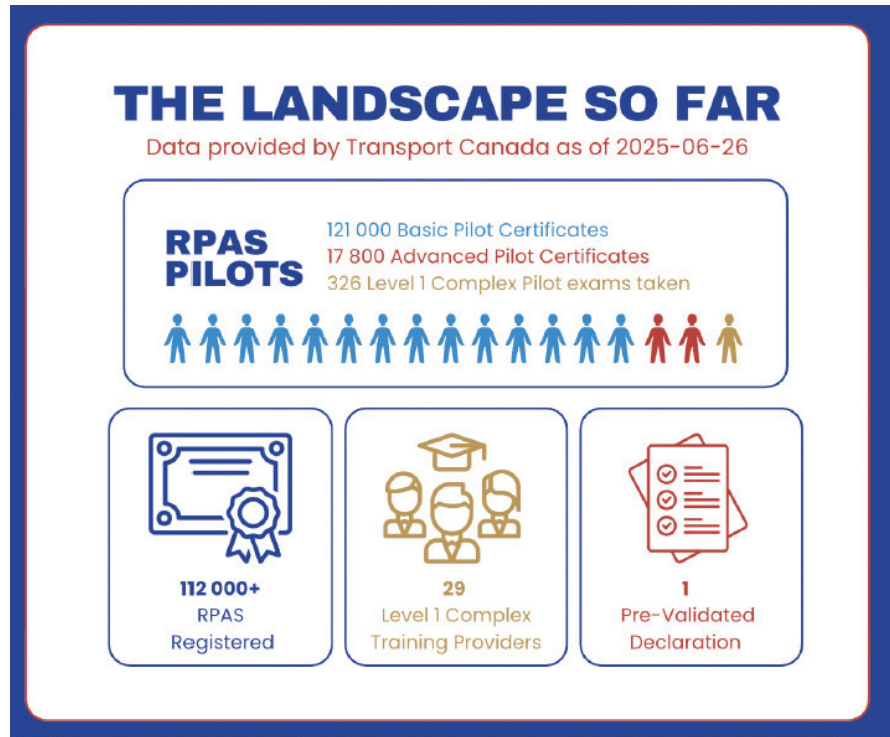 THE LANDSCAPE SO FAR
Data provided by Transport Canada as of 2025-06-26
RPAS
PILOTS
121 000 Basic Pilot Certificates
17 800 Advanced Pilot Certificates
326 Level 1 Complex Pilot exams taken
112 000+
RPAS
Registered
29
Level 1 Complex
Training Providers
1
Pre-Validated
Declaration